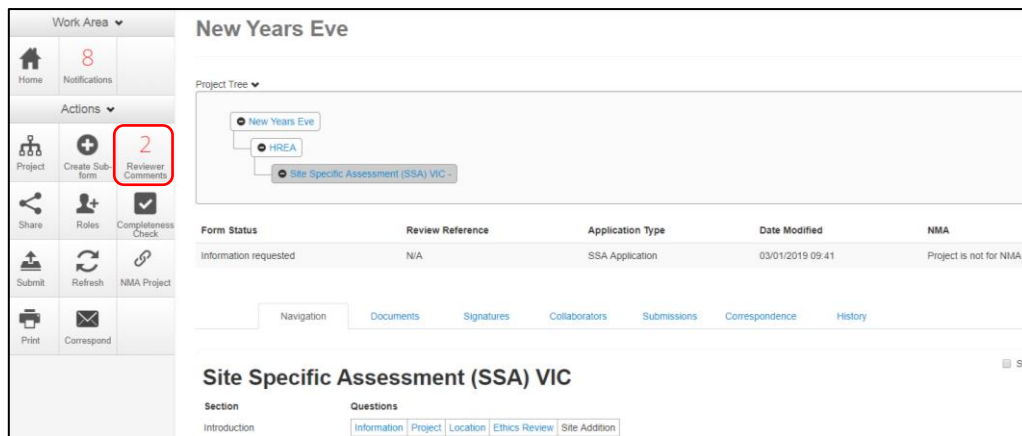 Work Area
Home
8
Notifications
Actions
Project
Create Sub-
form
2
Reviewer
Comments
Share
Roles
Completeness
Check
Submit
Refresh
NMA Project
Print
Correspond
New Years Eve
Project Tree
New Years Eve
HREA
Site Specific Assessment (SSA) VIC -
Form Status Review Reference Application Type Date Modified NMA
Information requested N/A SSA Application 03/01/2019 09:41 Project is not for NMA
Navigation Documents Signatures Collaborators Submissions Correspondence History
S
Site Specific Assessment (SSA) VIC
Section Questions
Introduction Information Project Location Ethics Review Site Addition